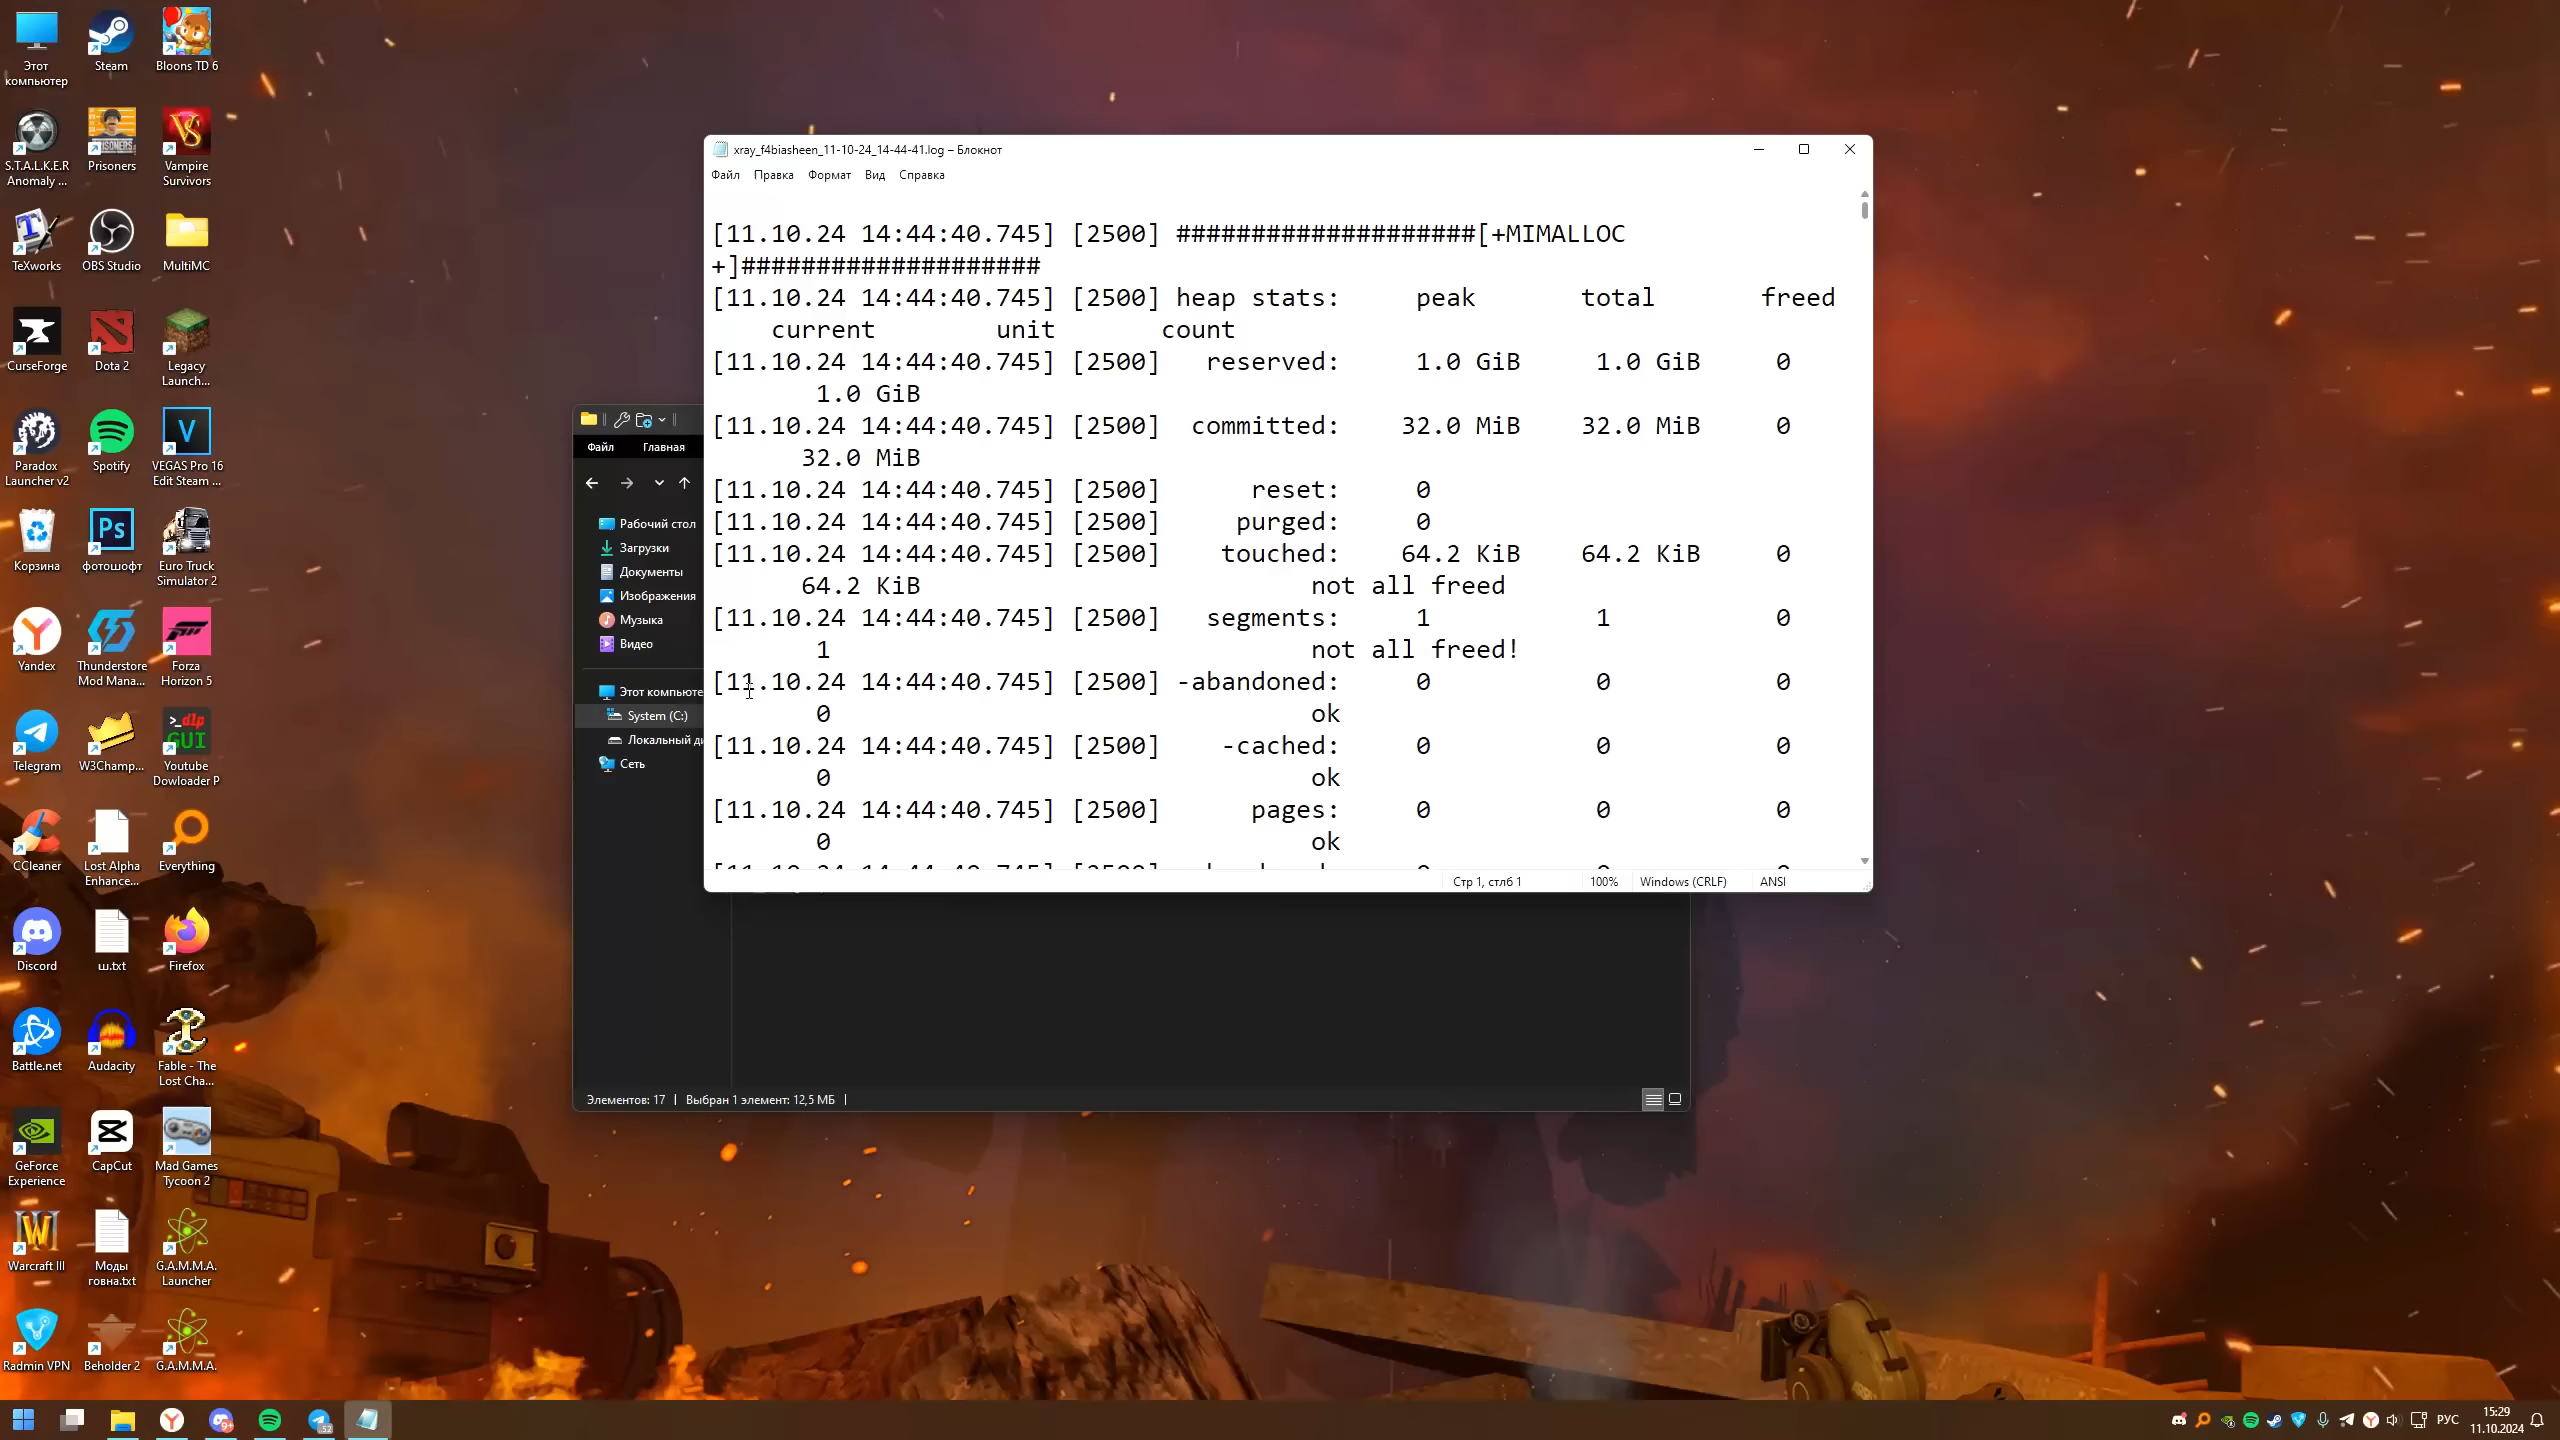 Этот компьютер
Steam
Bloons TD 6
S.T.A.L.K.E.R Anomaly ...
Prisoners
Vampire Survivors
TeXworks
OBS Studio
MultiMC
CurseForge
Dota 2
Legacy Launch...
Paradox Launcher v2
Spotify
VEGAS Pro 16 Edit Steam ...
Корзина
фотошофт
Euro Truck Simulator 2
Yandex
Thunderstore Mod Mana...
Forza Horizon 5
Telegram
W3Champ...
Youtube Dowloader P
CCleaner
Lost Alpha Enhance...
Everything
Discord
ш.txt
Firefox
Battle.net
Audacity
Fable - The Lost Cha...
GeForce Experience
CapCut
Mad Games Tycoon 2
Warcraft III
Моды говна.txt
G.A.M.M.A. Launcher
Radmin VPN
Beholder 2
G.A.M.M.A.
xray_f4biasheen_11-10-24_14-44-41.log – Блокнот
Файл Правка Формат Вид Справка
[11.10.24 14:44:40.745] [2500] ####################[+MIMALLOC
+]####################
[11.10.24 14:44:40.745] [2500] heap stats: peak total freed
current unit count
[11.10.24 14:44:40.745] [2500] reserved: 1.0 GiB 1.0 GiB 0
1.0 GiB
[11.10.24 14:44:40.745] [2500] committed: 32.0 MiB 32.0 MiB 0
32.0 MiB
[11.10.24 14:44:40.745] [2500] reset: 0
[11.10.24 14:44:40.745] [2500] purged: 0
[11.10.24 14:44:40.745] [2500] touched: 64.2 KiB 64.2 KiB 0
64.2 KiB not all freed
[11.10.24 14:44:40.745] [2500] segments: 1 1 0
1 not all freed!
[11.10.24 14:44:40.745] [2500] -abandoned: 0 0 0
0 ok
[11.10.24 14:44:40.745] [2500] -cached: 0 0 0
0 ok
[11.10.24 14:44:40.745] [2500] pages: 0 0 0
0 ok
Стр 1, стлб 1 100% Windows (CRLF) ANSI
Файл Главная
Рабочий стол
Загрузки
Документы
Изображения
Музыка
Видео
Этот компьюте
System (C:)
Локальный ди
Сеть
Элементов: 17 Выбран 1 элемент: 12,5 МБ
РУС
15:29
11.10.2024